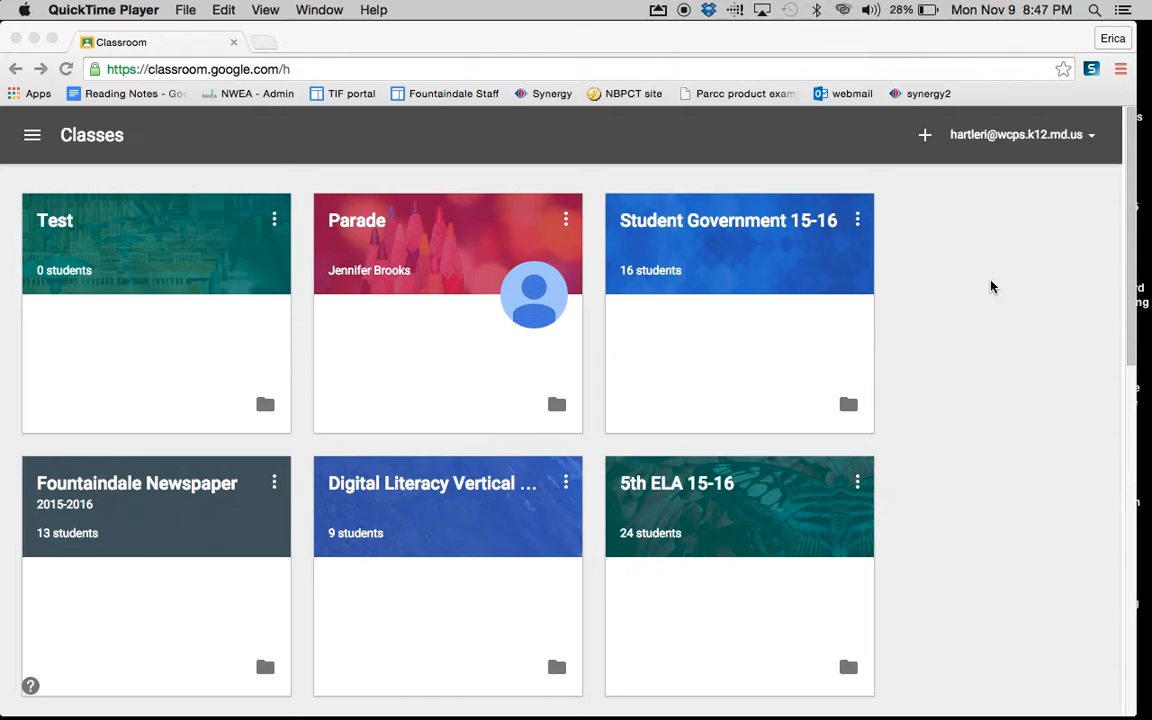 QuickTime Player File Edit View Window Help 28% Mon Nov 9 8:47 PM
Classroom Erica
https://classroom.google.com/h S
Apps Reading Notes - Goo NWEA - Admin TIF portal Fountaindale Staff Synergy NBPCT site Parcc product exam webmail synergy2
Classes hartleri@wcps.k12.md.us
Test Parade Student Government 15-16
0 students Jennifer Brooks 16 students
Fountaindale Newspaper Digital Literacy Vertical ... 5th ELA 15-16
2015-2016
13 students 9 students 24 students
?